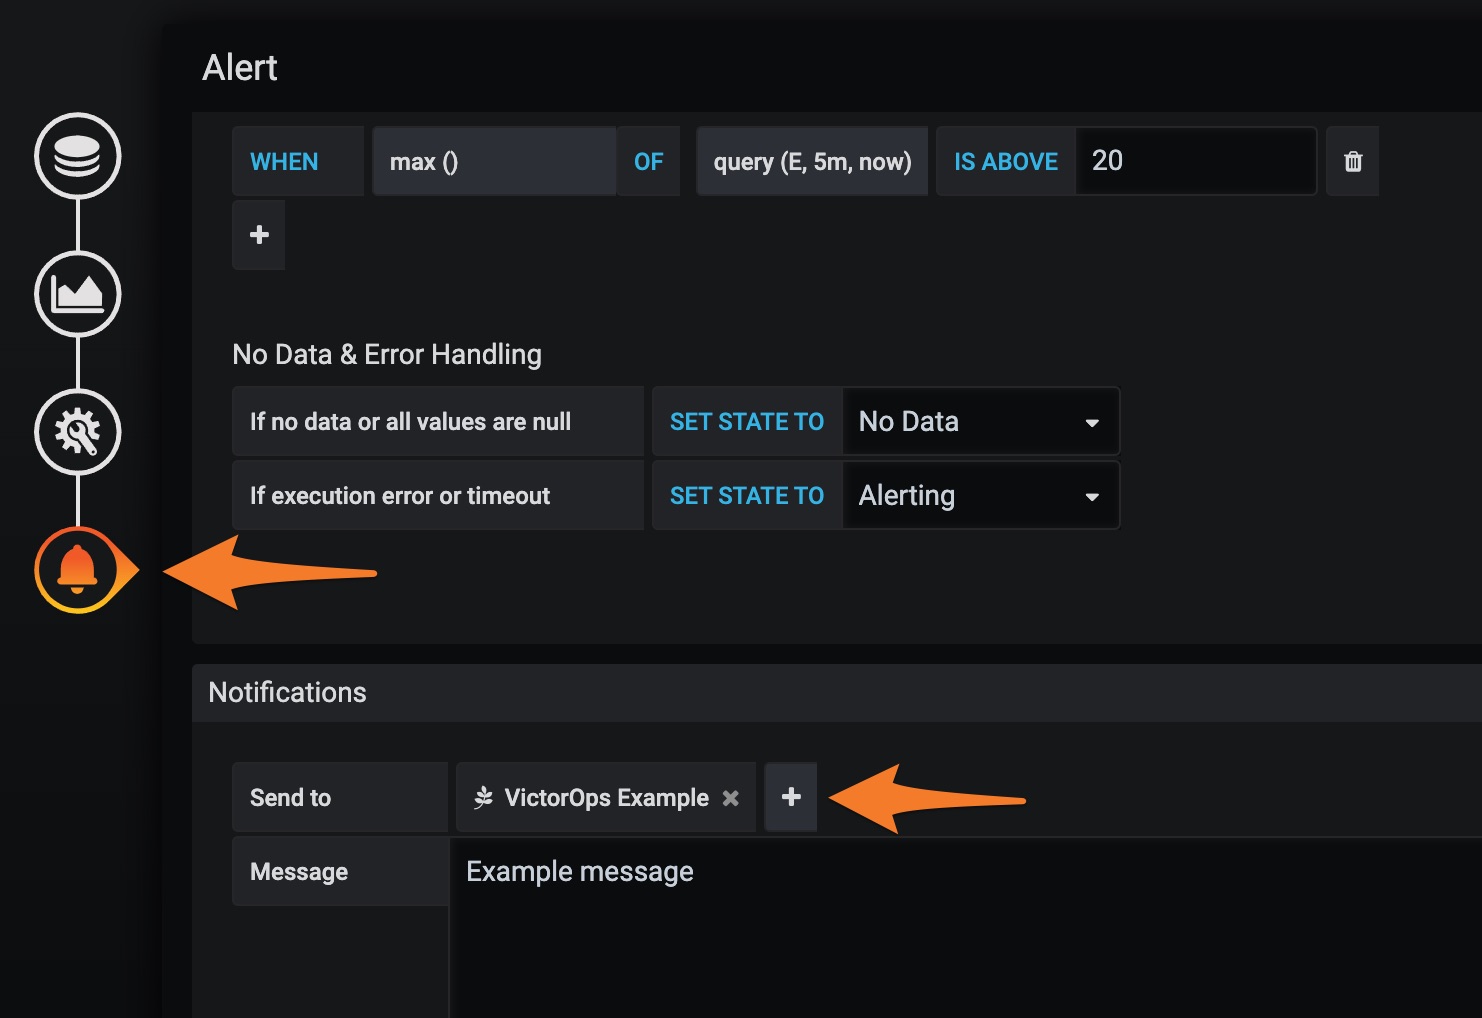 Alert
WHEN max () OF query (E, 5m, now) IS ABOVE 20
No Data & Error Handling
If no data or all values are null SET STATE TO No Data
If execution error or timeout SET STATE TO Alerting
Notifications
Send to VictorOps Example
Message Example message